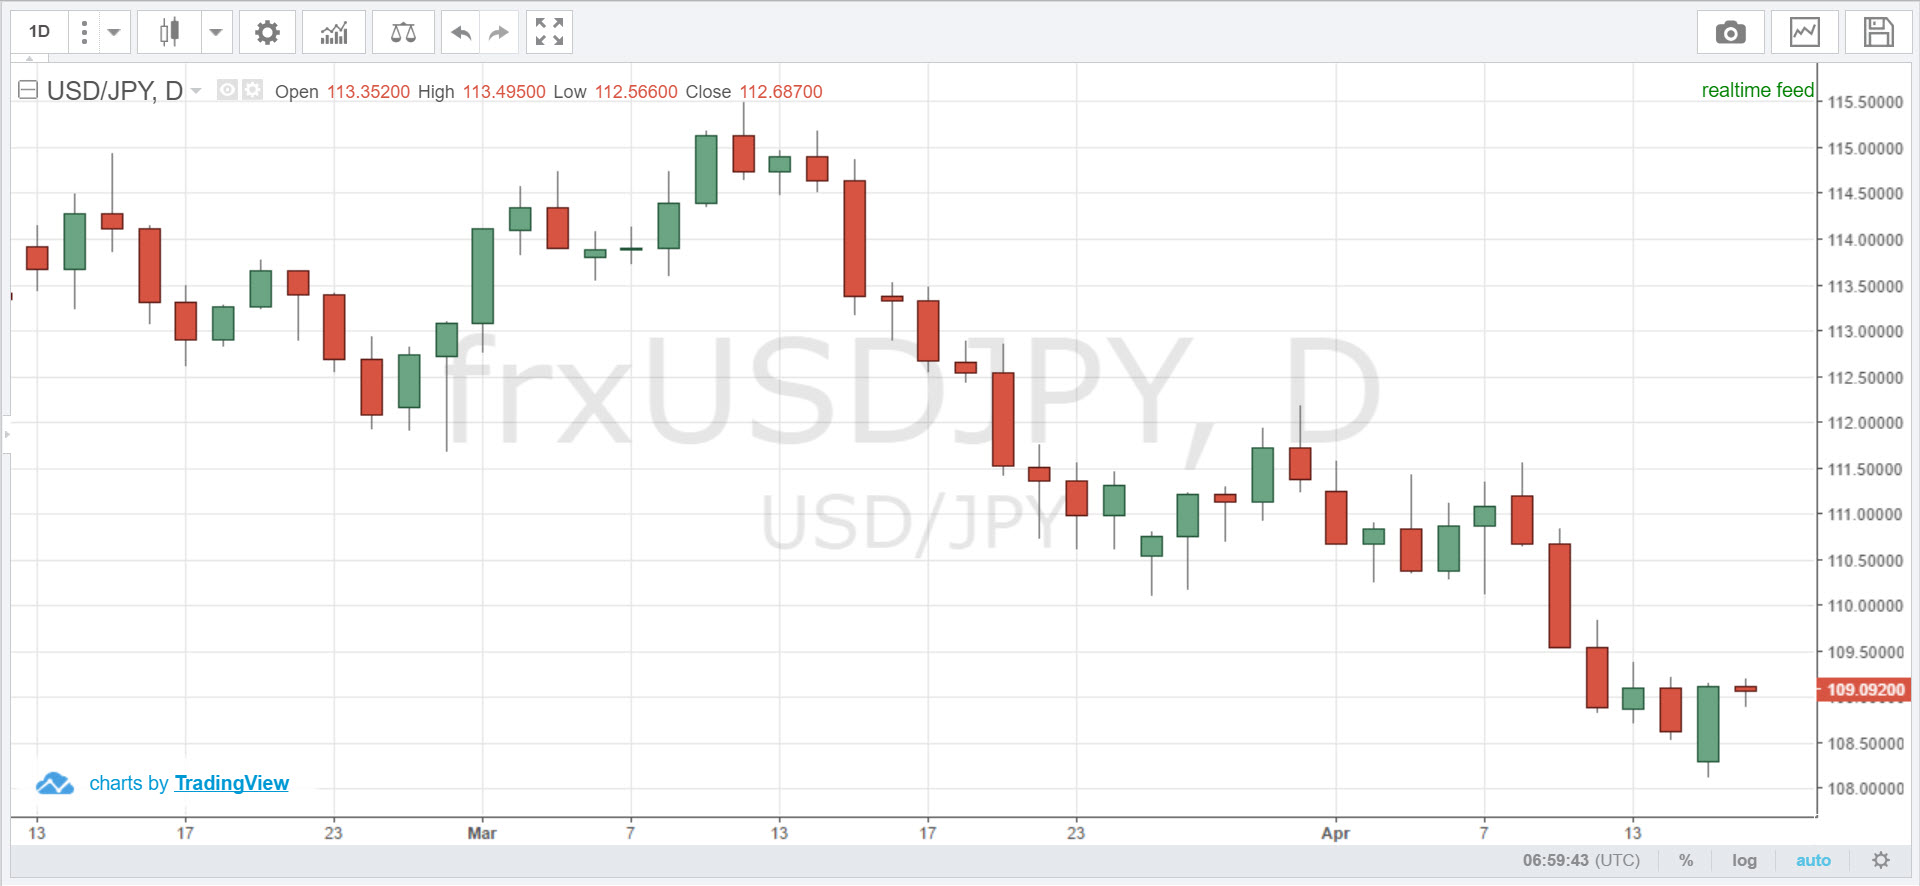 1D
USD/JPY, D Open 113.35200 High 113.49500 Low 112.56600 Close 112.68700
realtime feed
115.50000
115.00000
114.50000
114.00000
113.50000
113.00000
112.50000
112.00000
111.50000
111.00000
110.50000
110.00000
109.50000
109.09200
108.50000
108.00000
frxUSDJPY, D
USD/JPY
charts by TradingView
13 17 23 Mar 7 13 17 23 Apr 7 13
06:59:43 (UTC) % log auto